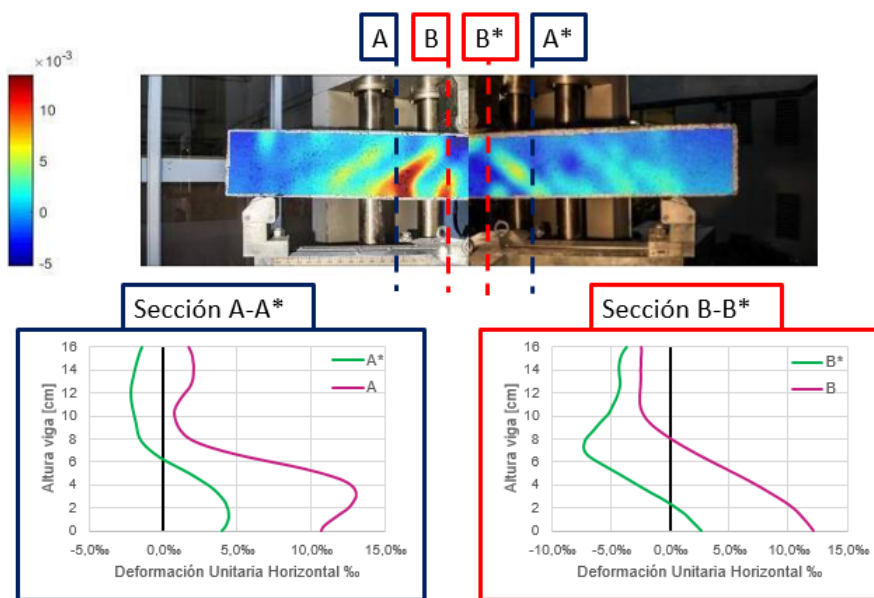 A
B
B*
A*
×10⁻³
10
5
0
-5
Sección A-A*
Sección B-B*
16
14
12
10
8
6
4
2
0
Altura viga [cm]
A*
A
-5,0‰
0,0‰
5,0‰
10,0‰
15,0‰
Deformación Unitaria Horizontal ‰
16
14
12
10
8
6
4
2
0
Altura viga [cm]
B*
B
-10,0‰
-5,0‰
0,0‰
5,0‰
10,0‰
15,0‰
Deformación Unitaria Horizontal ‰